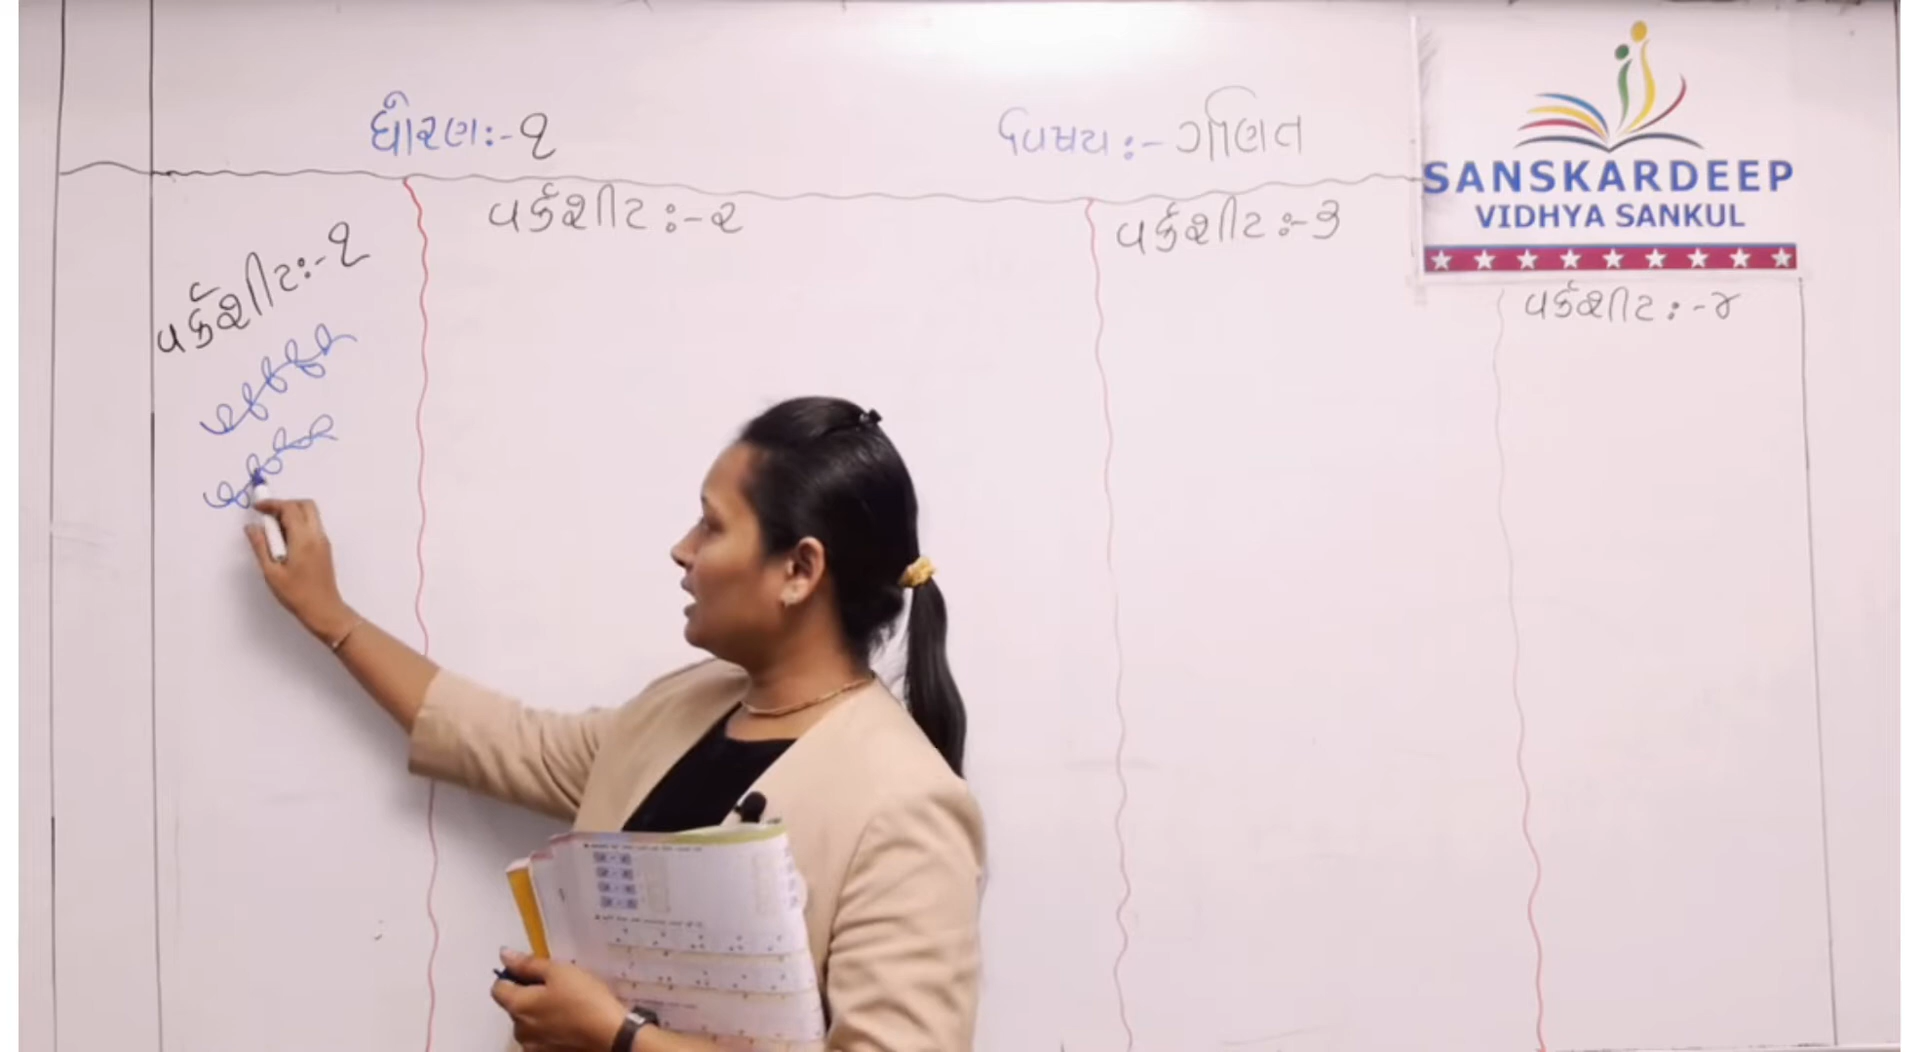 ધોરણ:-૧
વિષય:- ગણિત
SANSKARDEEP
VIDHYA SANKUL
વર્કશીટ:-૧
વર્કશીટ:-૨
વર્કશીટ:-૩
વર્કશીટ:-૪